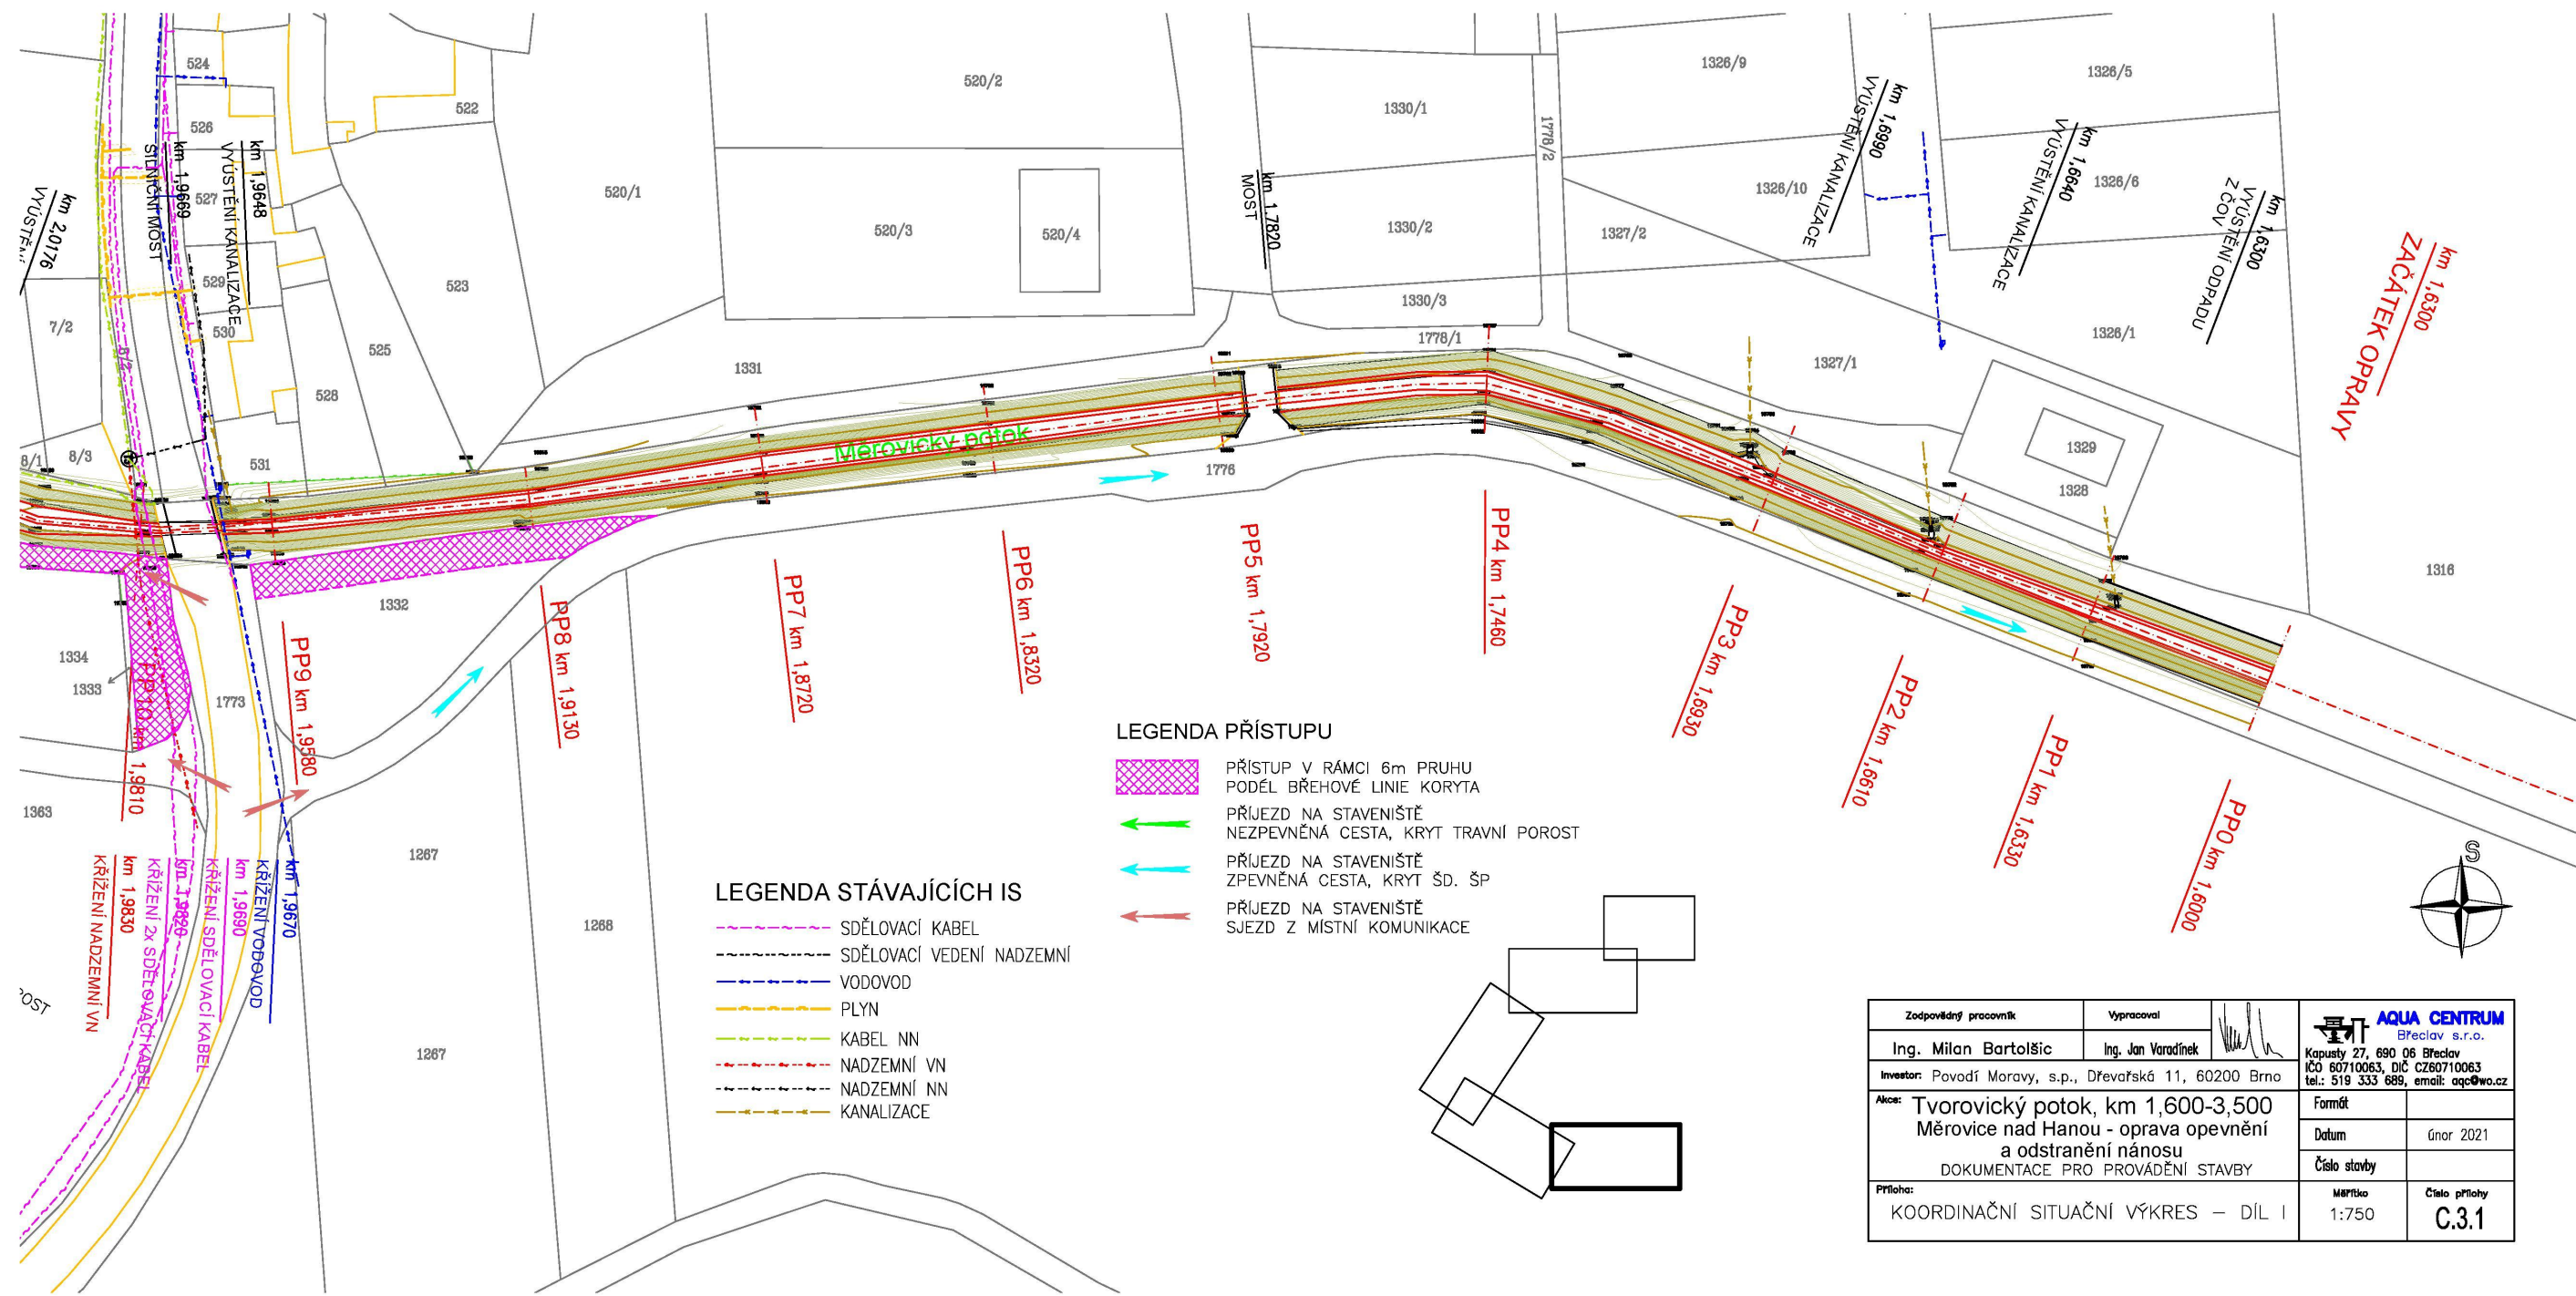 524
526
527
529
530
531
522
523
525
528
520/1
520/2
520/3
520/4
1331
7/2
8/1
8/3
km 2,0176
km 1,9669
SILNIČNÍ MOST
km 1,9648
VYÚSTĚNÍ KANALIZACE
km 1,7820
MOST
1330/1
1330/2
1330/3
1778/1
1778/2
1326/9
1326/10
1327/2
1327/1
1326/5
1326/6
1326/1
km 1,6990
VYÚSTĚNÍ KANALIZACE
km 1,6640
VYÚSTĚNÍ KANALIZACE
km 1,6300
VYÚSTĚNÍ ODPADU
Z ČOV
km 1,6300
ZAČÁTEK OPRAVY
Měrovický potok
1776
1329
1328
1316
1332
1334
1333
1773
1363
1267
1267
1268
PP10 km 1,9810
PP9 km 1,9580
PP8 km 1,9130
PP7 km 1,8720
PP6 km 1,8320
PP5 km 1,7920
PP4 km 1,7460
PP3 km 1,6930
PP2 km 1,6610
PP1 km 1,6330
PP0 km 1,6000
km 1,9830
KŘÍŽENÍ NADZEMNÍ VN
KŘÍŽENÍ 2x SDĚLOVACÍ KABEL
km 1,9690
KŘÍŽENÍ SDĚLOVACÍ KABEL
km 1,9670
KŘÍŽENÍ VODOVOD
LEGENDA PŘÍSTUPU
PŘÍSTUP V RÁMCI 6m PRUHU
PODÉL BŘEHOVÉ LINIE KORYTA
PŘÍJEZD NA STAVENIŠTĚ
NEZPEVNĚNÁ CESTA, KRYT TRAVNÍ POROST
PŘÍJEZD NA STAVENIŠTĚ
ZPEVNĚNÁ CESTA, KRYT ŠD. ŠP
PŘÍJEZD NA STAVENIŠTĚ
SJEZD Z MÍSTNÍ KOMUNIKACE
LEGENDA STÁVAJÍCÍCH IS
SDĚLOVACÍ KABEL
SDĚLOVACÍ VEDENÍ NADZEMNÍ
VODOVOD
PLYN
KABEL NN
NADZEMNÍ VN
NADZEMNÍ NN
KANALIZACE
S
Zodpovědný pracovník
Vypracoval
Ing. Milan Bartolšic
Ing. Jan Varadínek
AQUA CENTRUM
Břeclav s.r.o.
Kapusty 27, 690 06 Břeclav
IČO 60710063, DIČ CZ60710063
tel.: 519 333 689, email: aqc@wo.cz
Investor: Povodí Moravy, s.p., Dřevařská 11, 60200 Brno
Akce: Tvorovický potok, km 1,600-3,500
Měrovice nad Hanou - oprava opevnění
a odstranění nánosu
DOKUMENTACE PRO PROVÁDĚNÍ STAVBY
Formát
Datum
únor 2021
Číslo stavby
Příloha:
KOORDINAČNÍ SITUAČNÍ VÝKRES – DÍL I
Měřítko
1:750
Číslo přílohy
C.3.1